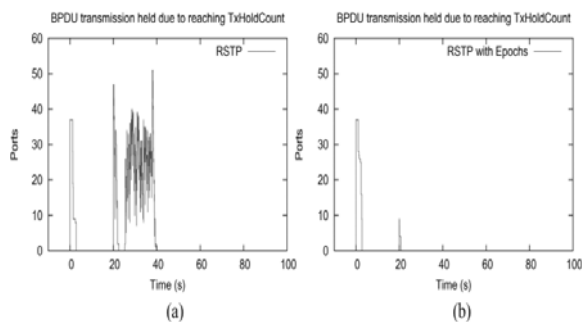 BPDU transmission held due to reaching TxHoldCount
RSTP
Ports
60
50
40
30
20
10
0
0 20 40 60 80 100
Time (s)
(a)
BPDU transmission held due to reaching TxHoldCount
RSTP with Epochs
Ports
60
50
40
30
20
10
0
0 20 40 60 80 100
Time (s)
(b)